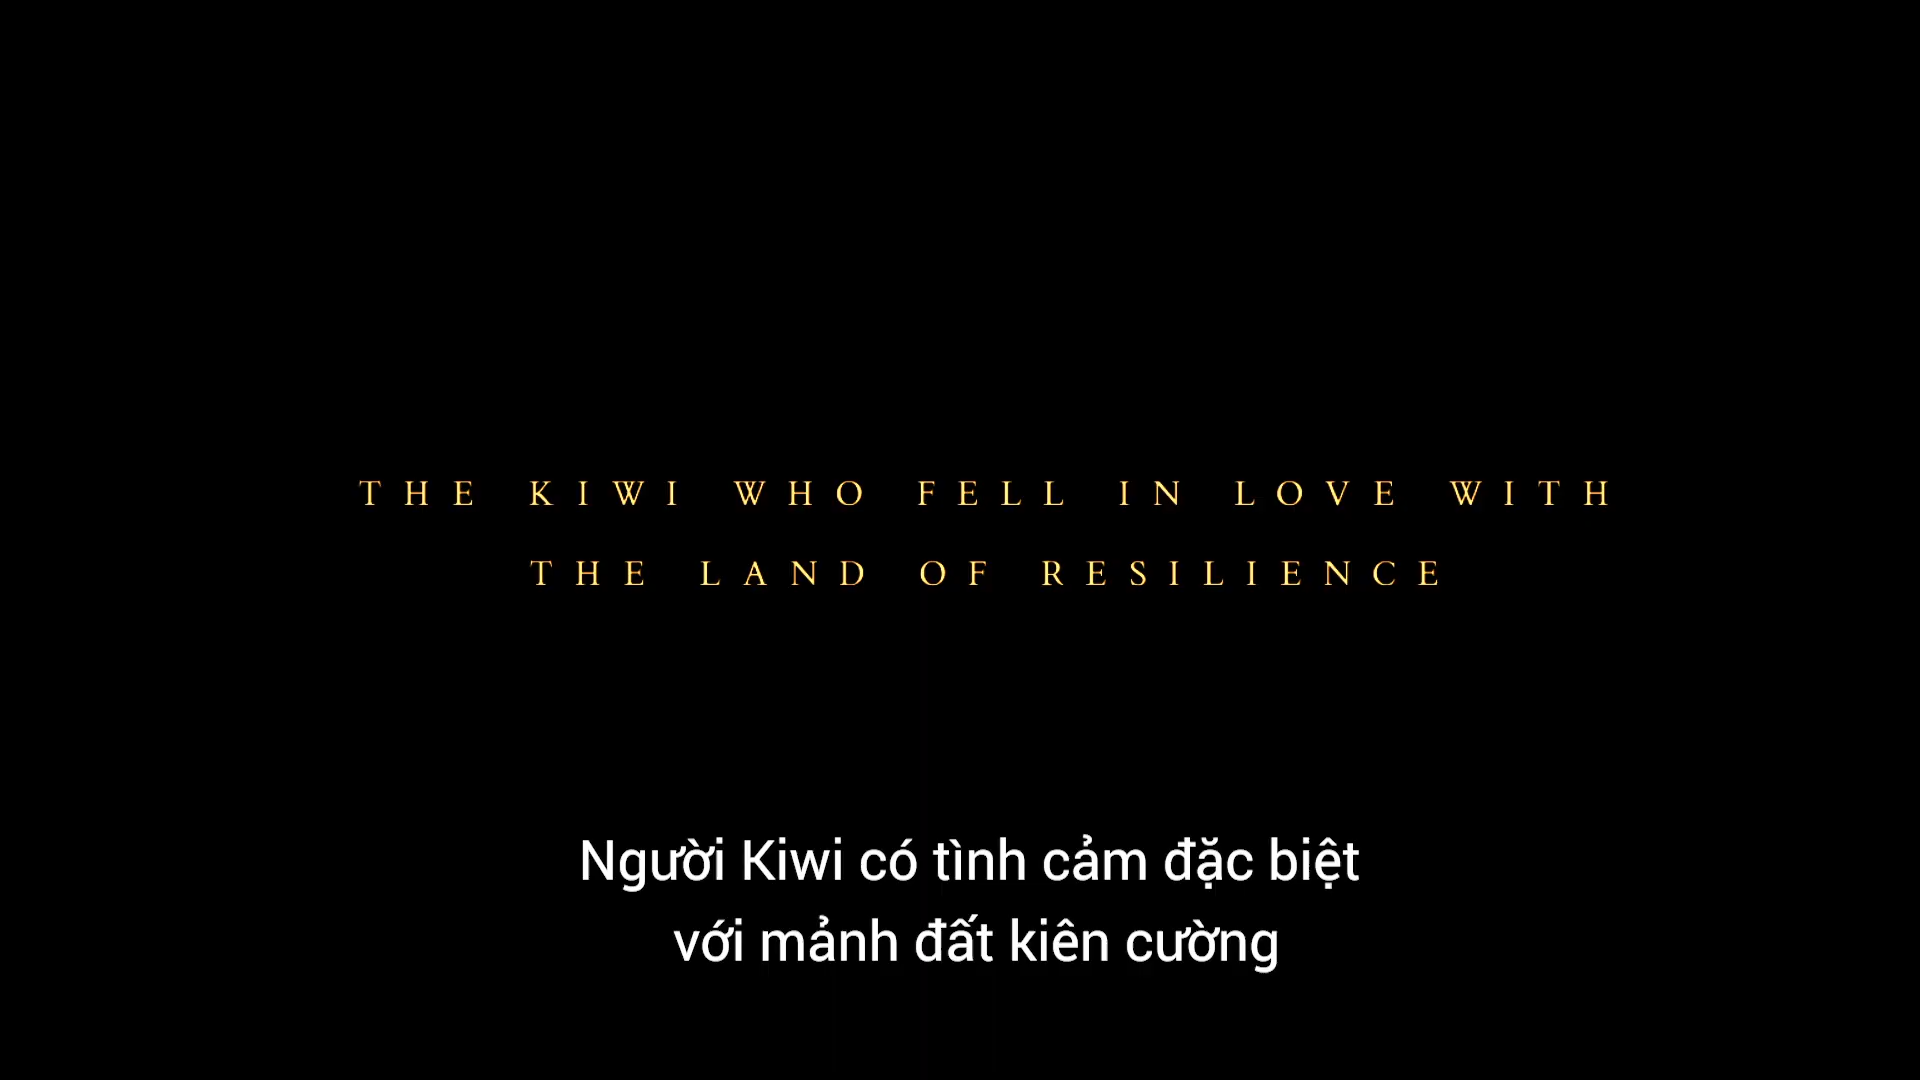 THE KIWI WHO FELL IN LOVE WITH
THE LAND OF RESILIENCE
Người Kiwi có tình cảm đặc biệt
với mảnh đất kiên cường